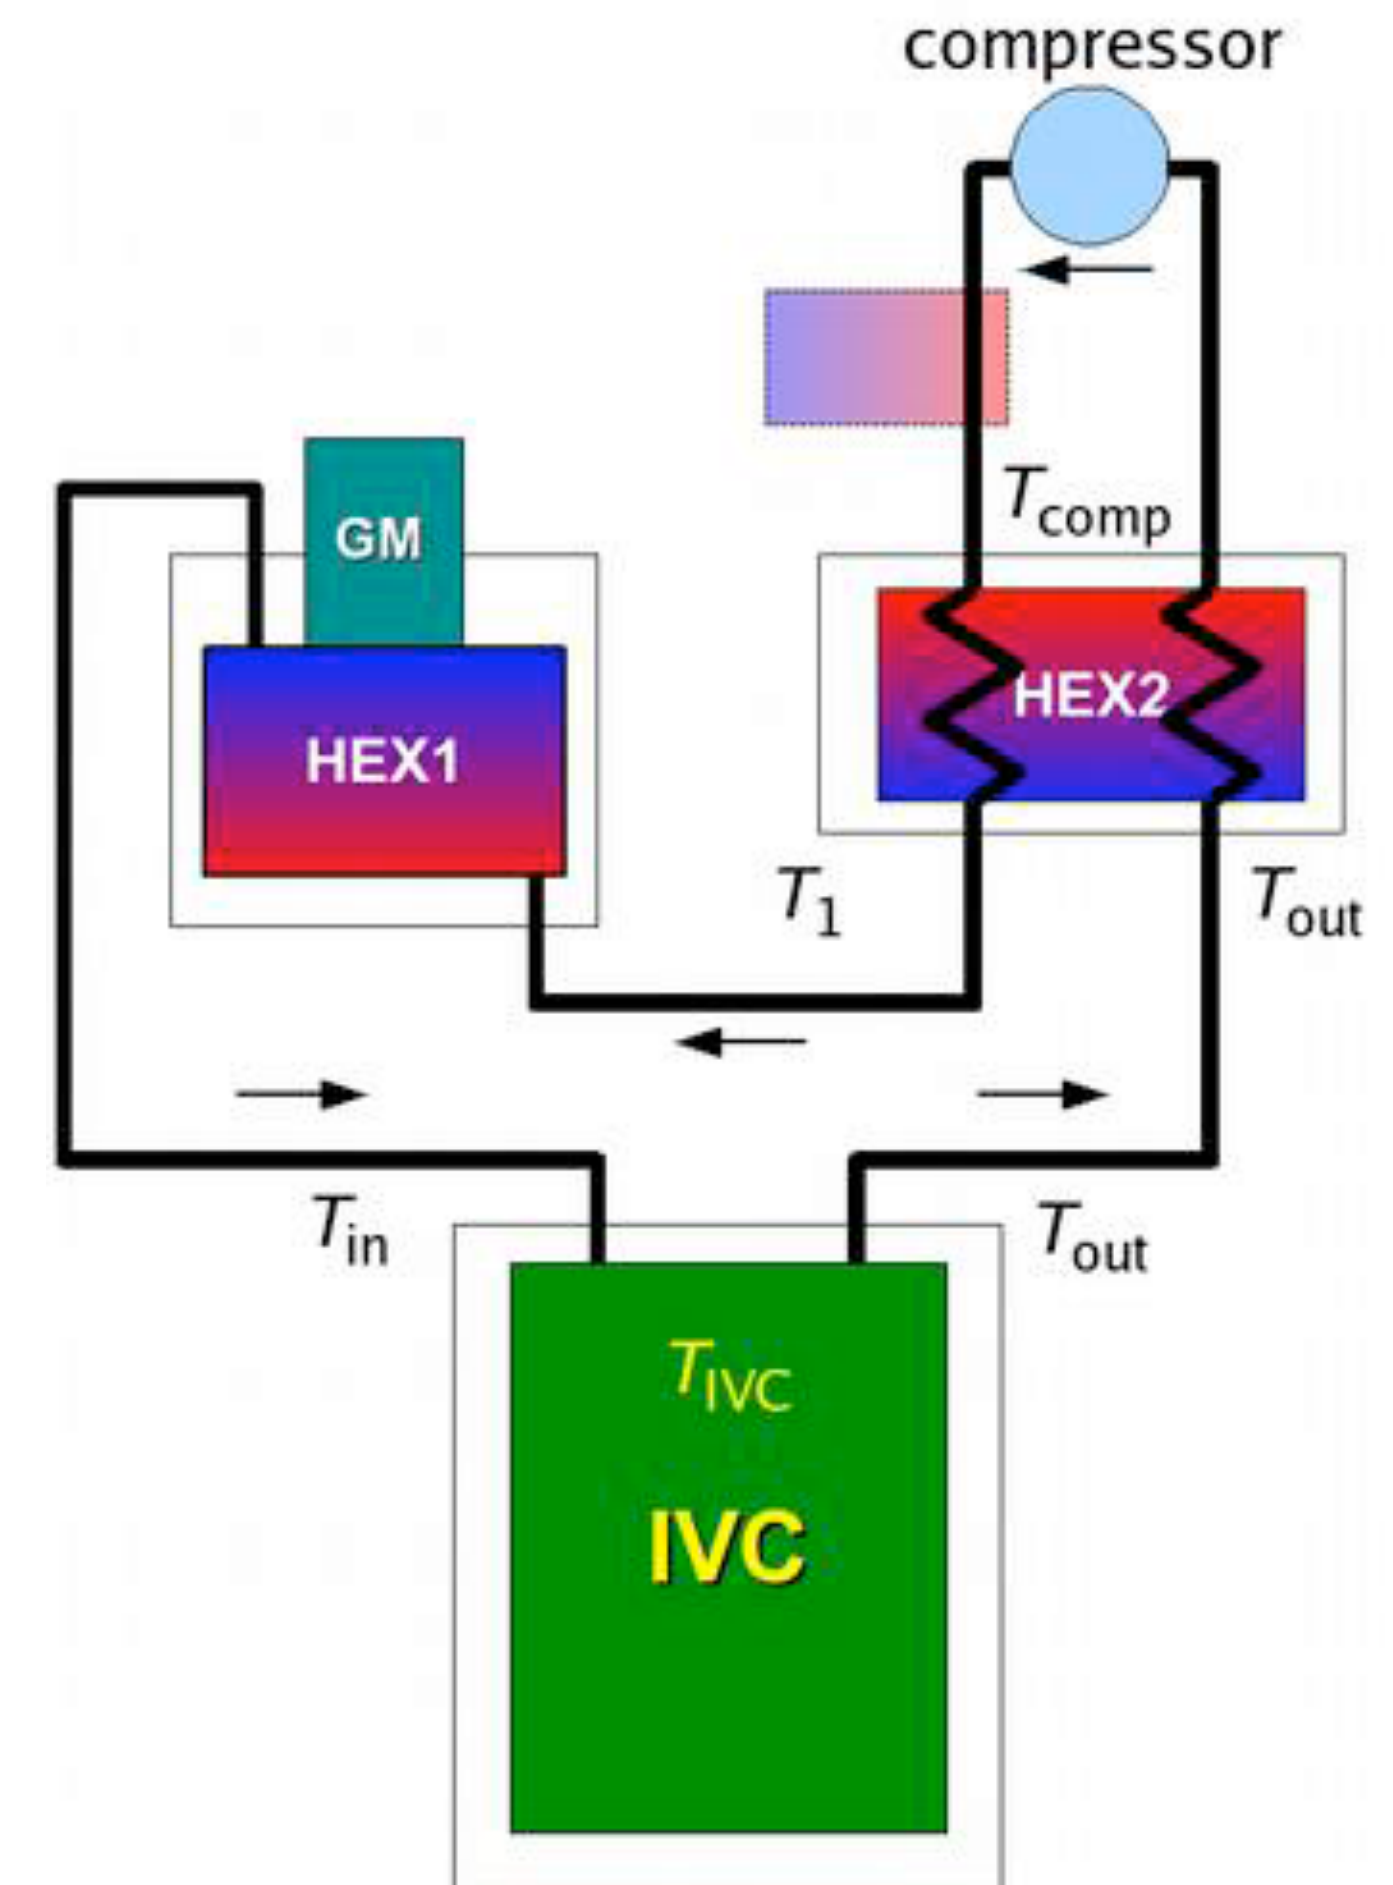 compressor
GM
T_comp
HEX1
HEX2
T_1
T_out
T_in
T_out
T_IVC
IVC